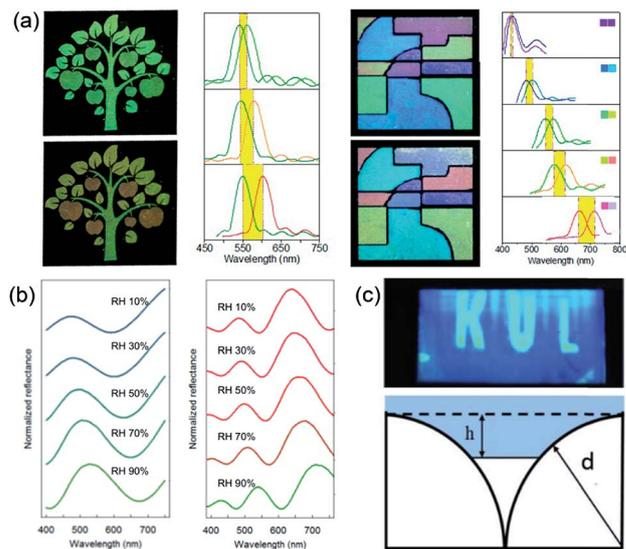 (a)
450 550 650 750
Wavelength (nm)
400 500 600 700 800
Wavelength (nm)
(b)
Normalized reflectance
RH 10%
RH 30%
RH 50%
RH 70%
RH 90%
400 500 600 700
Wavelength (nm)
Normalized reflectance
RH 10%
RH 30%
RH 50%
RH 70%
RH 90%
400 500 600 700
Wavelength (nm)
(c)
KUL
h
d